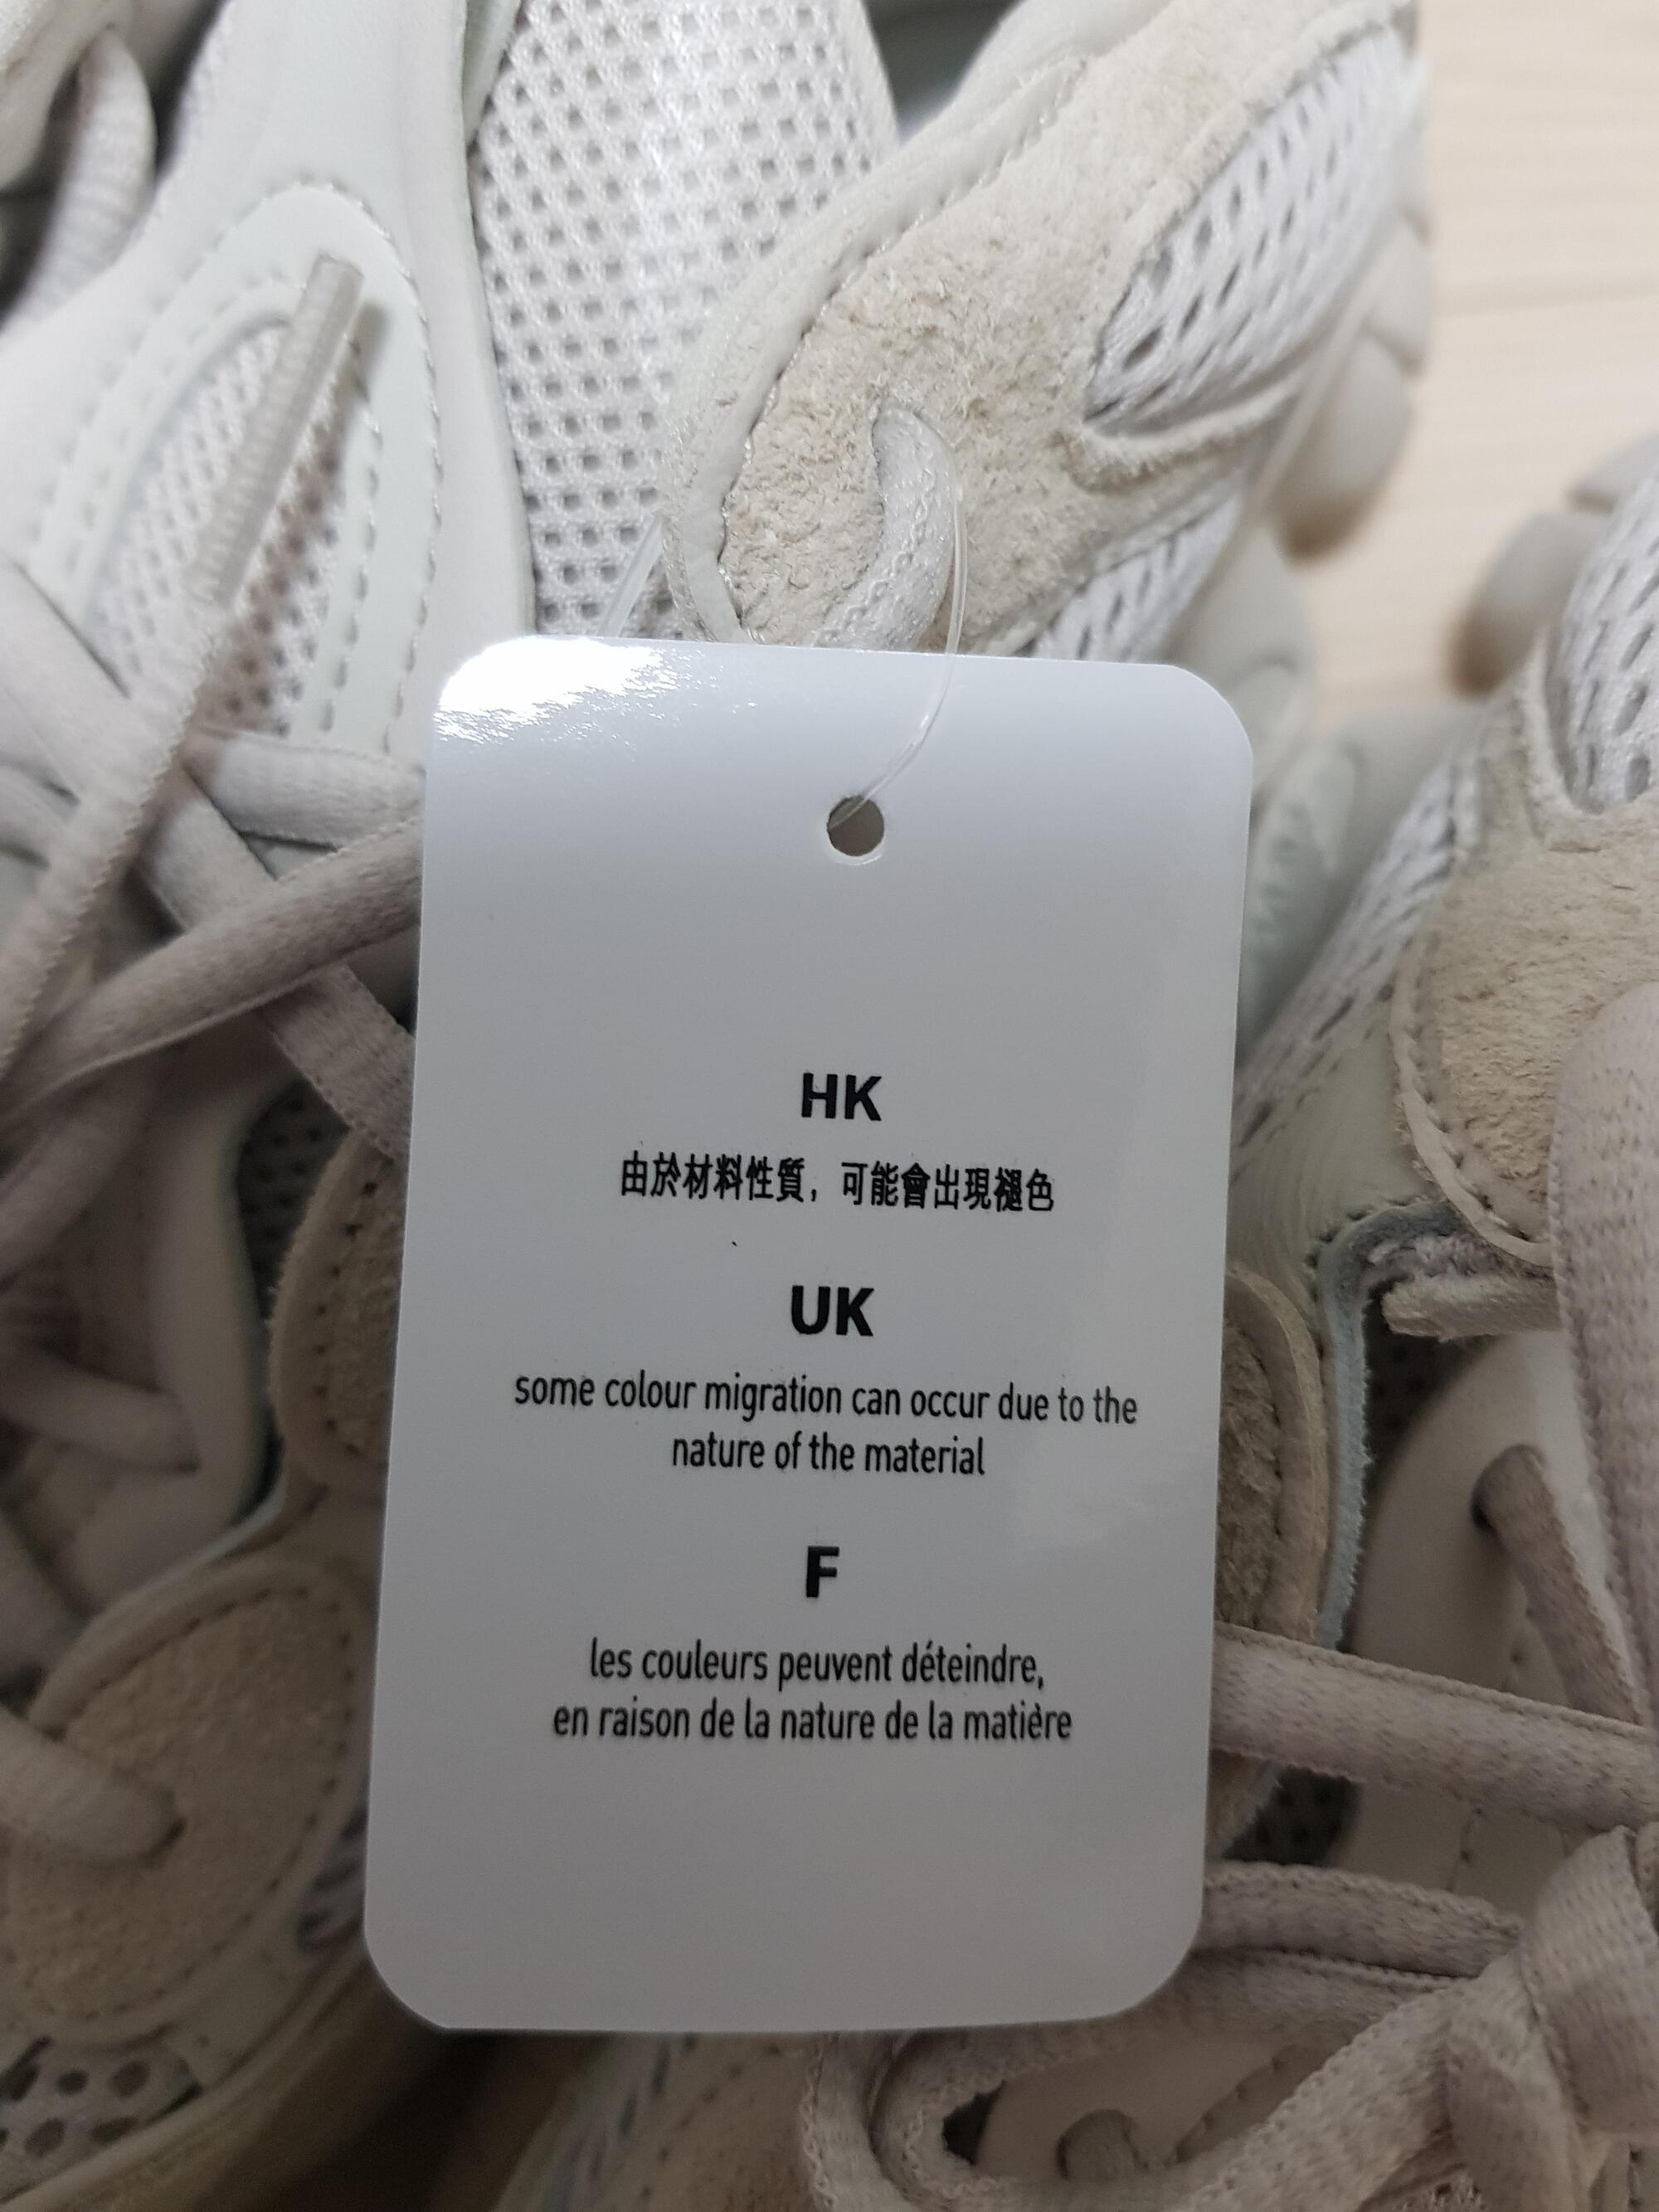 HK
由於材料性質，可能會出現褪色
UK
some colour migration can occur due to the
nature of the material
F
les couleurs peuvent déteindre,
en raison de la nature de la matière